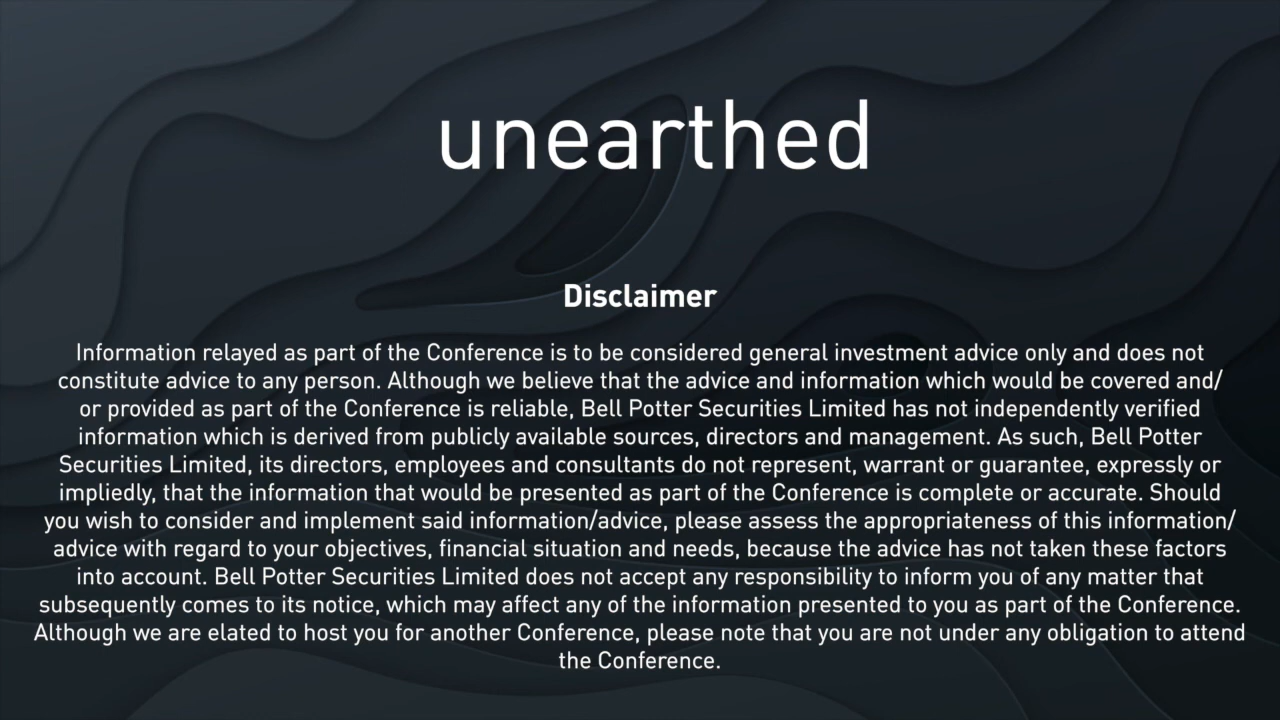 unearthed
Disclaimer
Information relayed as part of the Conference is to be considered general investment advice only and does not
constitute advice to any person. Although we believe that the advice and information which would be covered and/
or provided as part of the Conference is reliable, Bell Potter Securities Limited has not independently verified
information which is derived from publicly available sources, directors and management. As such, Bell Potter
Securities Limited, its directors, employees and consultants do not represent, warrant or guarantee, expressly or
impliedly, that the information that would be presented as part of the Conference is complete or accurate. Should
you wish to consider and implement said information/advice, please assess the appropriateness of this information/
advice with regard to your objectives, financial situation and needs, because the advice has not taken these factors
into account. Bell Potter Securities Limited does not accept any responsibility to inform you of any matter that
subsequently comes to its notice, which may affect any of the information presented to you as part of the Conference.
Although we are elated to host you for another Conference, please note that you are not under any obligation to attend
the Conference.